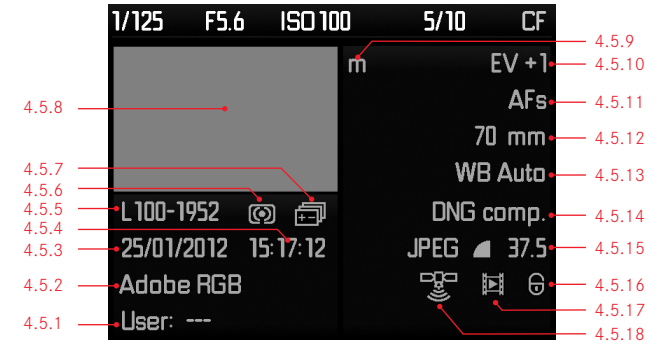 1/125 F5.6 ISO 100 5/10 CF
m EV +1
AFs
70 mm
WB Auto
L100-1952 DNG comp.
25/01/2012 15:17:12 JPEG 37.5
Adobe RGB
User: ---
4.5.8
4.5.7
4.5.6
4.5.5
4.5.4
4.5.3
4.5.2
4.5.1
4.5.9
4.5.10
4.5.11
4.5.12
4.5.13
4.5.14
4.5.15
4.5.16
4.5.17
4.5.18